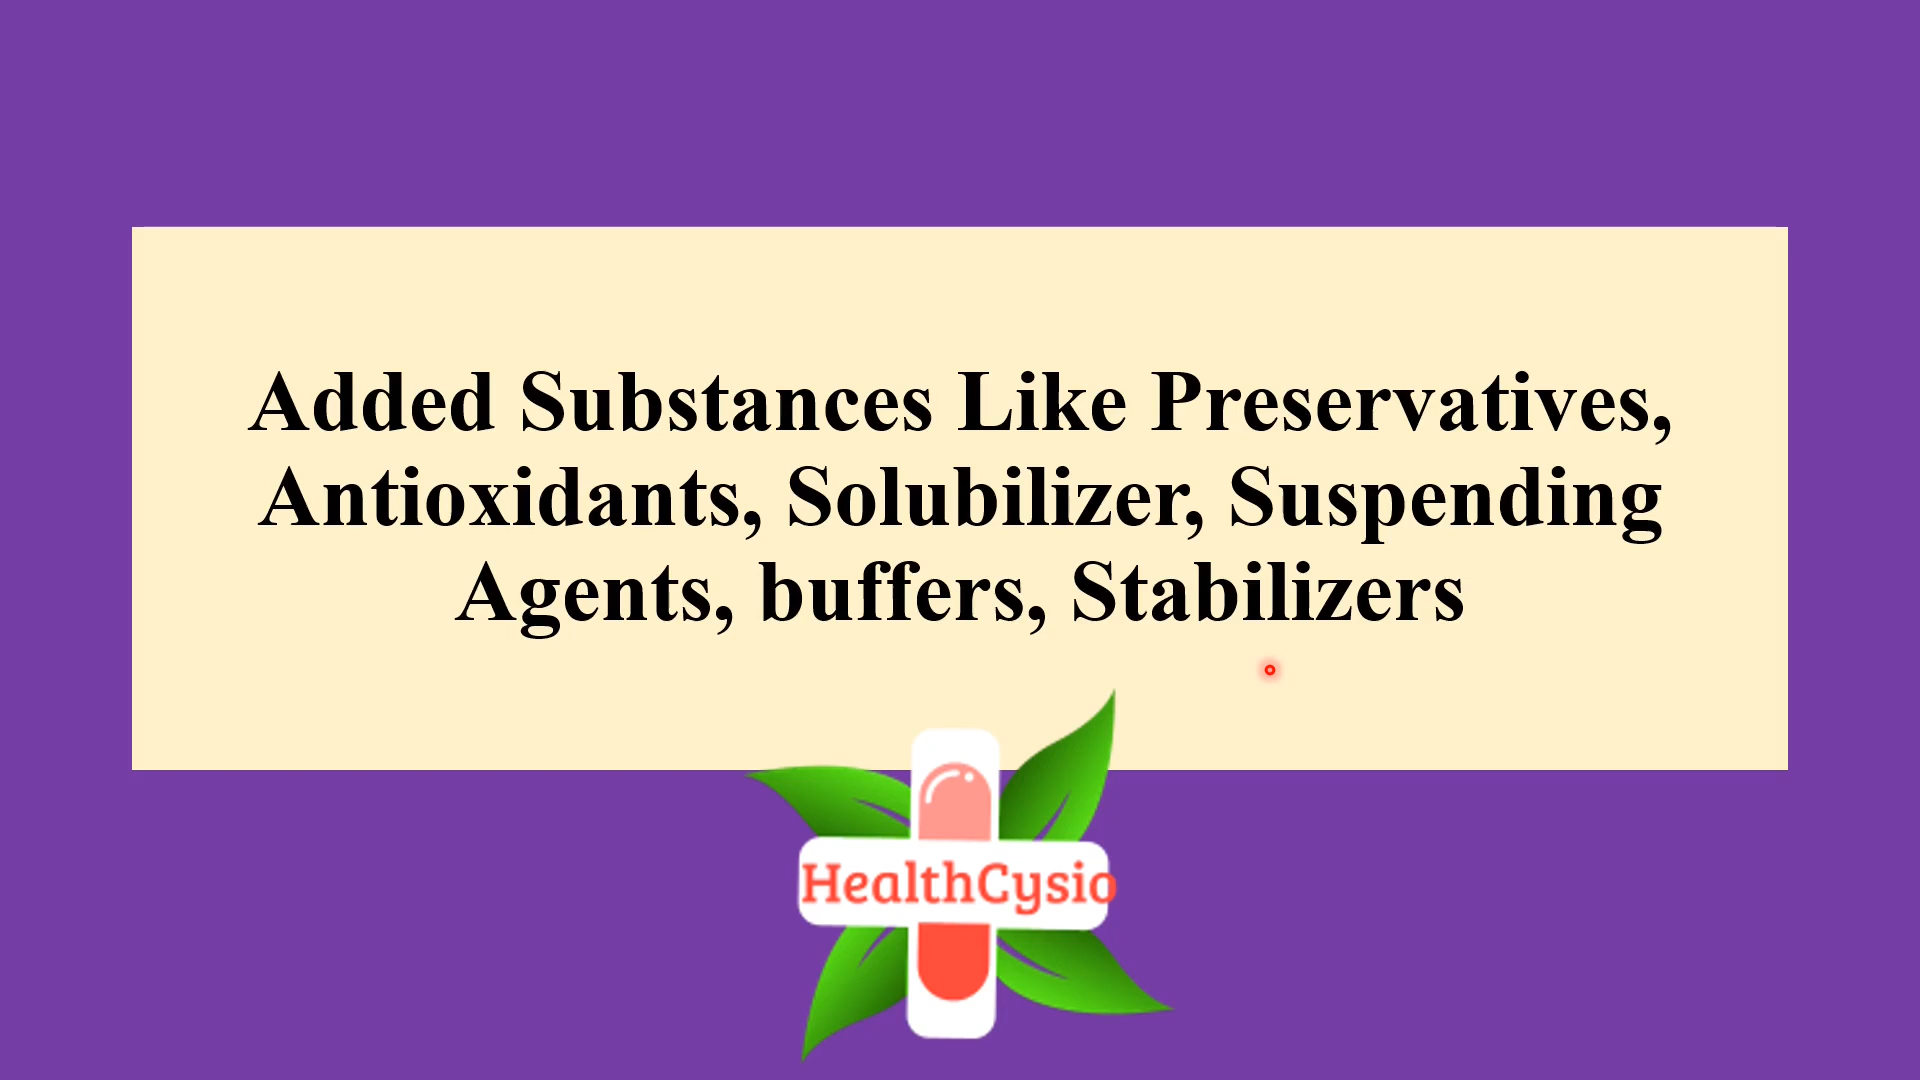 Added Substances Like Preservatives,
Antioxidants, Solubilizer, Suspending
Agents, buffers, Stabilizers
HealthCysio